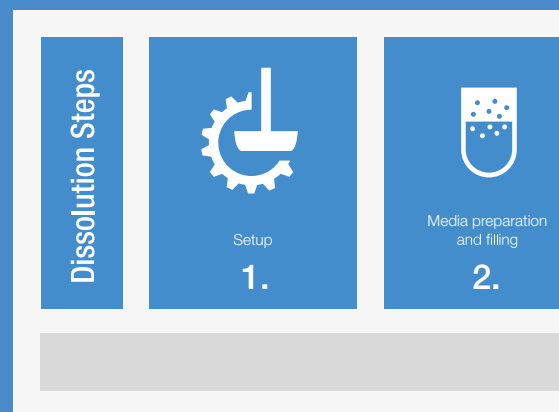 Dissolution Steps
Setup
1.
Media preparation
and filling
2.